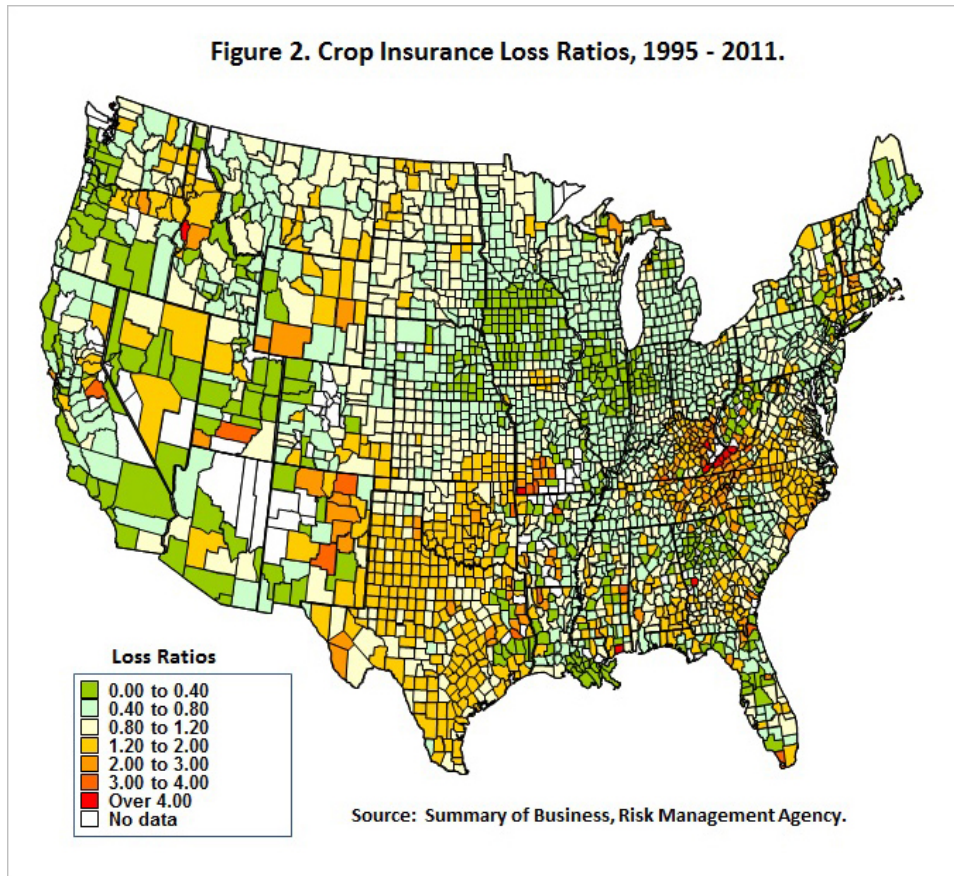 Figure 2. Crop Insurance Loss Ratios, 1995 - 2011.
Loss Ratios
0.00 to 0.40
0.40 to 0.80
0.80 to 1.20
1.20 to 2.00
2.00 to 3.00
3.00 to 4.00
Over 4.00
No data
Source: Summary of Business, Risk Management Agency.